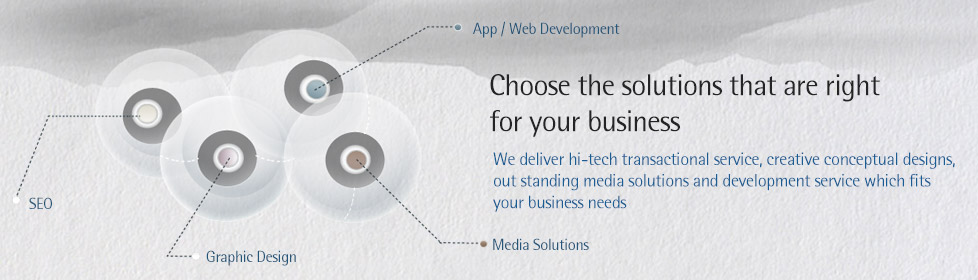 App / Web Development
Choose the solutions that are right
for your business
We deliver hi-tech transactional service, creative conceptual designs,
out standing media solutions and development service which fits
your business needs
SEO
Media Solutions
Graphic Design